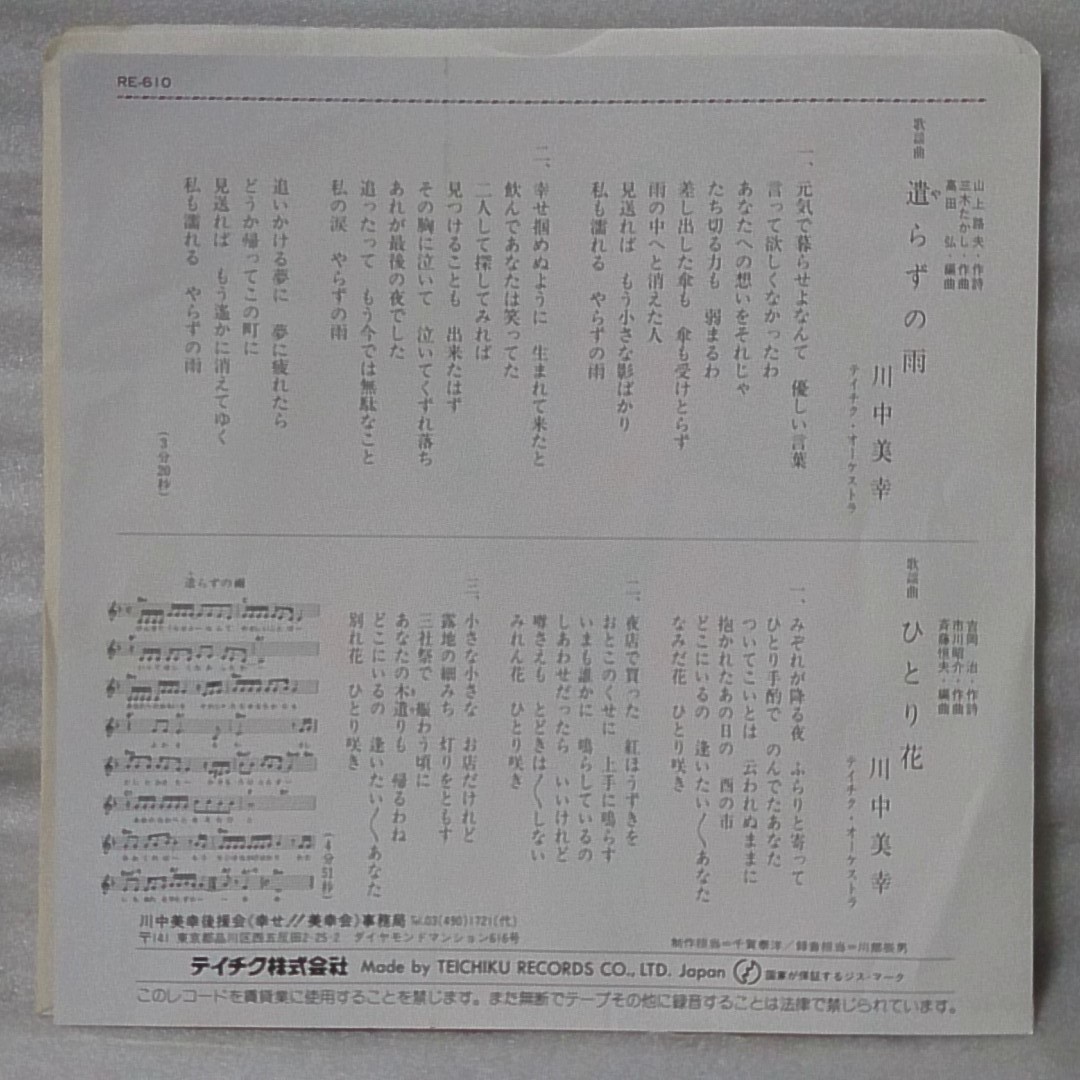 RE-610
歌謡曲
遣らずの雨
や
山上路夫・作詩
三木たかし・作曲
高田 弘・編曲
川中美幸
テイチク・オーケストラ
一、
元気で暮らせよなんて 優しい言葉
言って欲しくなかったわ
あなたへの想いをそれじゃ
たち切る力も 弱まるわ
差し出した傘も 傘も受けとらず
雨の中へと消えた人
見送れば もう小さな影ばかり
私も濡れる やらずの雨
二、
幸せ掴めぬように 生まれて来たと
飲んであなたは笑ってた
二人して探してみれば
見つけることも 出来たはず
その胸に泣いて 泣いてくずれ落ち
あれが最後の夜でした
追ったって もう今では無駄なこと
私の涙 やらずの雨
追いかける夢に 夢に疲れたら
どうか帰ってこの町に
見送れば もう遙かに消えてゆく
私も濡れる やらずの雨
(3分20秒)
歌謡曲
ひとり花
吉岡 治・作詩
市川昭介・作曲
斉藤恒夫・編曲
川中美幸
テイチク・オーケストラ
一、
みぞれが降る夜 ふらりと寄って
ひとり手酌で のんでたあなた
ついてこいとは 云われぬままに
抱かれたあの日の 酉の市
どこにいるの 逢いたい〱あなた
なみだ花 ひとり咲き
二、
夜店で買った 紅ほうずきを
おとこのくせに 上手に鳴らす
いまも誰かに 鳴らしているの
しあわせだったら いいけれど
噂さえも とどきは〱しない
みれん花 ひとり咲き
三、
小さな小さな お店だけれど
露地の細みち 灯りをともす
三社祭で 賑わう頃に
あなたの木遣りも 帰るわね
どこにいるの 逢いたい〱あなた
別れ花 ひとり咲き
(4分51秒)
遣らずの雨
川中美幸後援会《幸せ!!美幸会》事務局 Tel.03(490)1721(代)
〒141 東京都品川区西五反田2-25-2 ダイヤモンドマンション616号
制作担当=千賀泰洋/録音担当=川部振男
テイチク株式会社 Made by TEICHIKU RECORDS CO., LTD. Japan 国家が保証するジス・マーク
このレコードを賃貸業に使用することを禁じます。また無断でテープその他に録音することは法律で禁じられています。